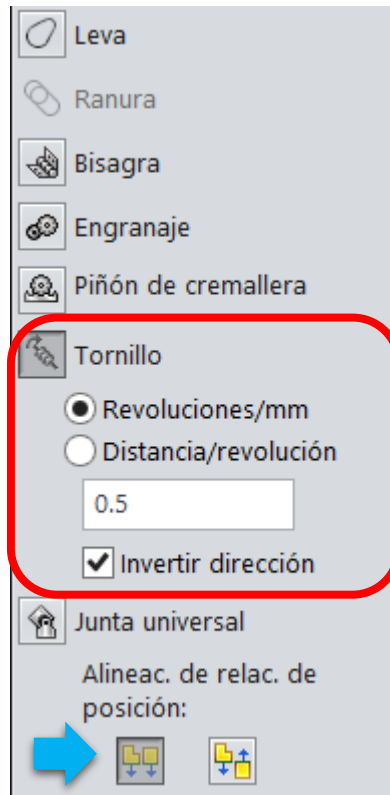 Leva
Ranura
Bisagra
Engranaje
Piñón de cremallera
Tornillo
Revoluciones/mm
Distancia/revolución
0.5
Invertir dirección
Junta universal
Alineac. de relac. de
posición: